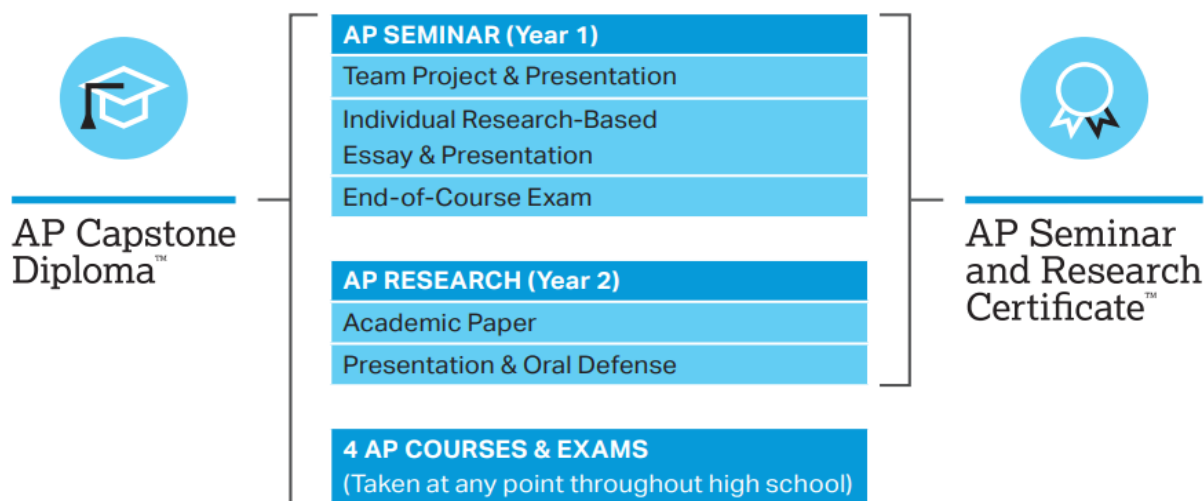 AP Capstone
Diploma™
AP SEMINAR (Year 1)
Team Project & Presentation
Individual Research-Based
Essay & Presentation
End-of-Course Exam
AP RESEARCH (Year 2)
Academic Paper
Presentation & Oral Defense
4 AP COURSES & EXAMS
(Taken at any point throughout high school)
AP Seminar
and Research
Certificate™